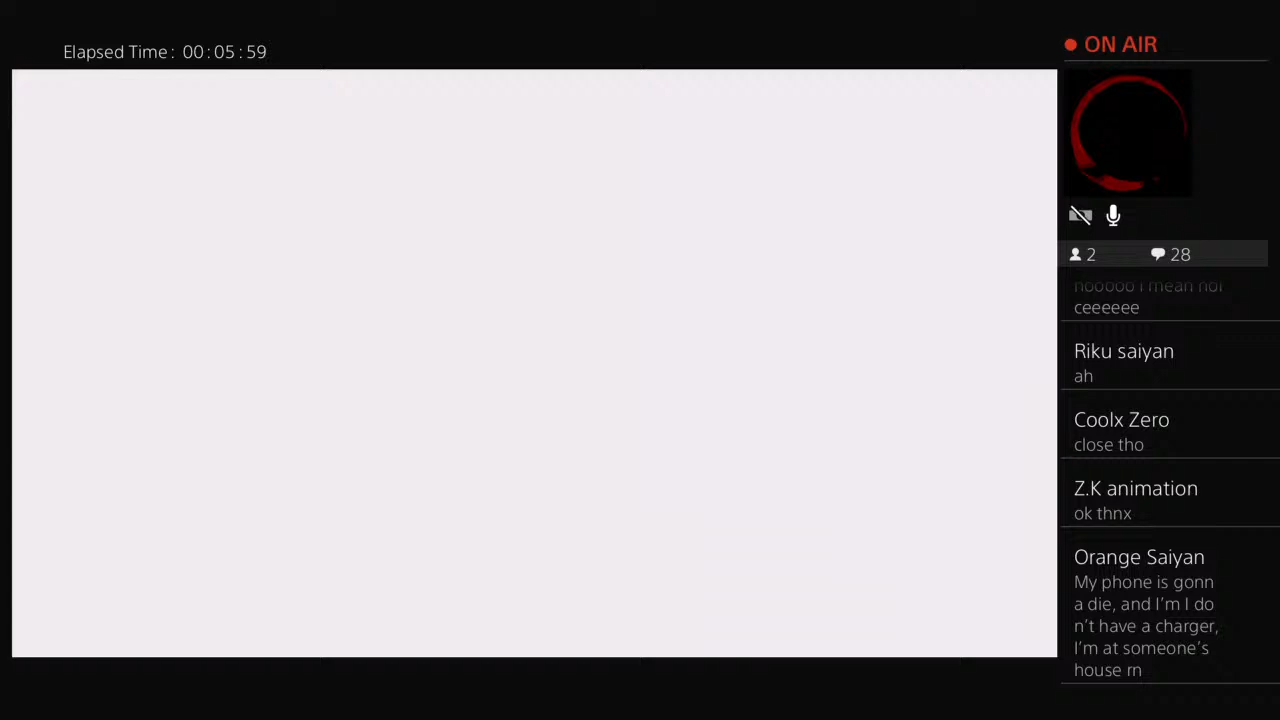 Elapsed Time: 00:05:59
ON AIR
2 28
ceeeeee
Riku saiyan
ah
Coolx Zero
close tho
Z.K animation
ok thnx
Orange Saiyan
My phone is gonn
a die, and I’m I do
n’t have a charger,
I’m at someone’s
house rn